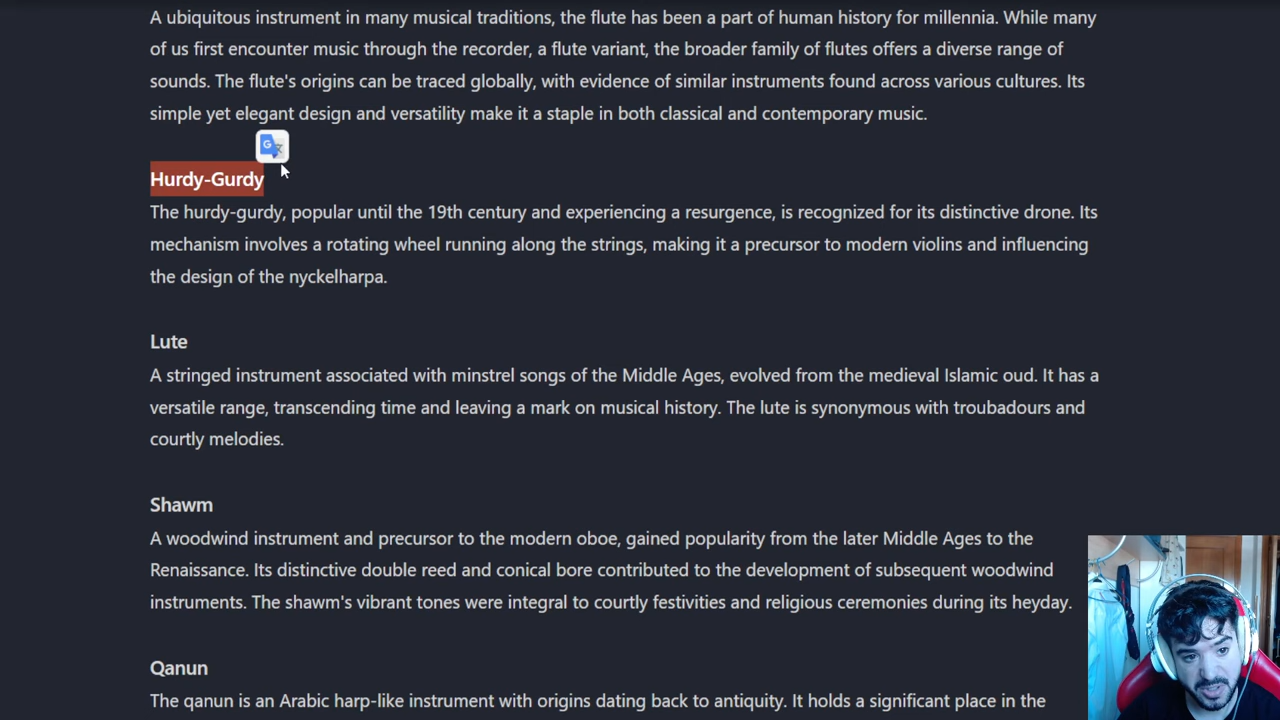 A ubiquitous instrument in many musical traditions, the flute has been a part of human history for millennia. While many
of us first encounter music through the recorder, a flute variant, the broader family of flutes offers a diverse range of
sounds. The flute's origins can be traced globally, with evidence of similar instruments found across various cultures. Its
simple yet elegant design and versatility make it a staple in both classical and contemporary music.
Hurdy-Gurdy
The hurdy-gurdy, popular until the 19th century and experiencing a resurgence, is recognized for its distinctive drone. Its
mechanism involves a rotating wheel running along the strings, making it a precursor to modern violins and influencing
the design of the nyckelharpa.
Lute
A stringed instrument associated with minstrel songs of the Middle Ages, evolved from the medieval Islamic oud. It has a
versatile range, transcending time and leaving a mark on musical history. The lute is synonymous with troubadours and
courtly melodies.
Shawm
A woodwind instrument and precursor to the modern oboe, gained popularity from the later Middle Ages to the
Renaissance. Its distinctive double reed and conical bore contributed to the development of subsequent woodwind
instruments. The shawm's vibrant tones were integral to courtly festivities and religious ceremonies during its heyday.
Qanun
The qanun is an Arabic harp-like instrument with origins dating back to antiquity. It holds a significant place in the